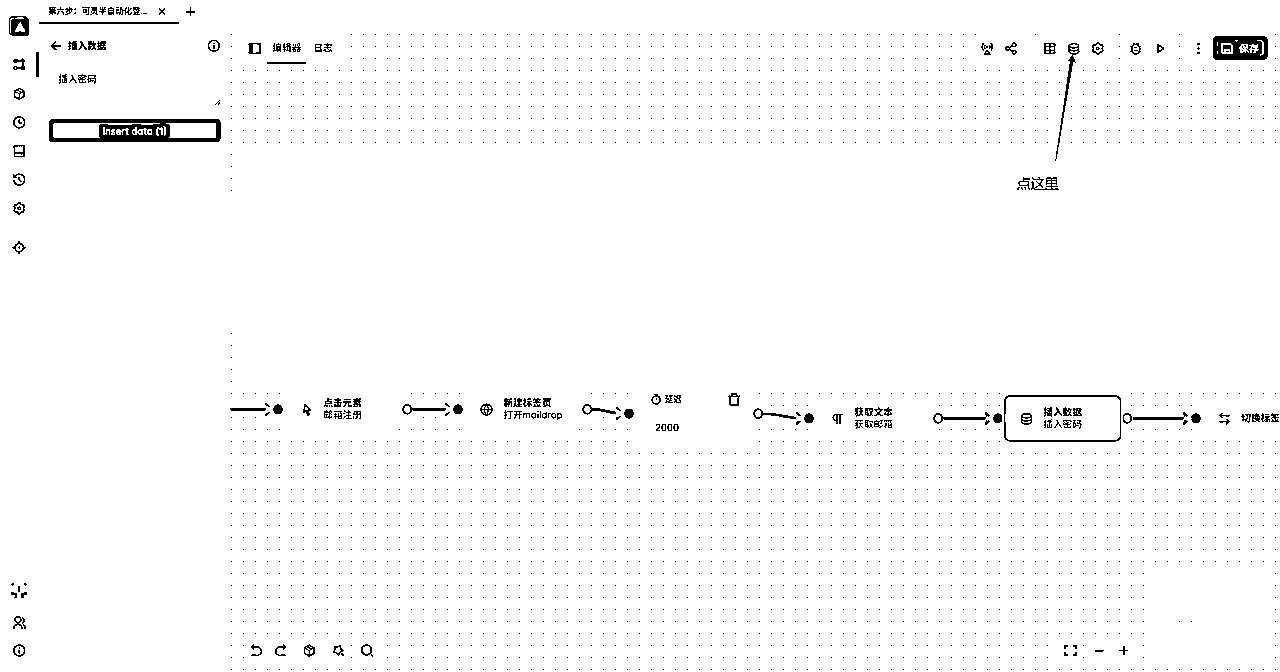 第六步：可灵半自动化登...
插入数据
插入密码
Insert data (1)
编辑器 日志
保存
点这里
点击元素
邮箱注册
新建标签页
打开maildrop
延迟
2000
获取文本
获取邮箱
插入数据
插入密码
切换标签